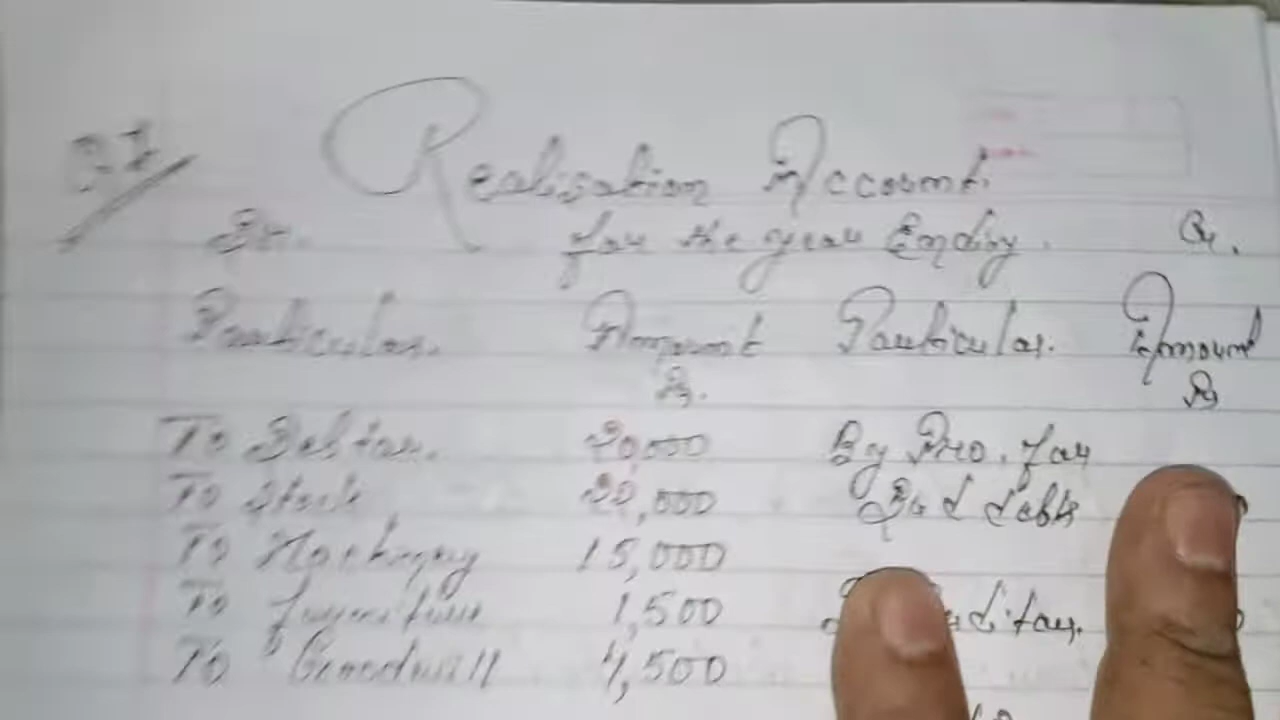 Realisation Account.
Dr. for the year Ending. Cr.
Particular. Amount Particular. Amount
Rs. Rs
To Debtor. 20,000 By Pro. for
To Stock 20,000 Bad debts
To Machinery 15,000
To Furniture 1,500
To Goodwill 4,500